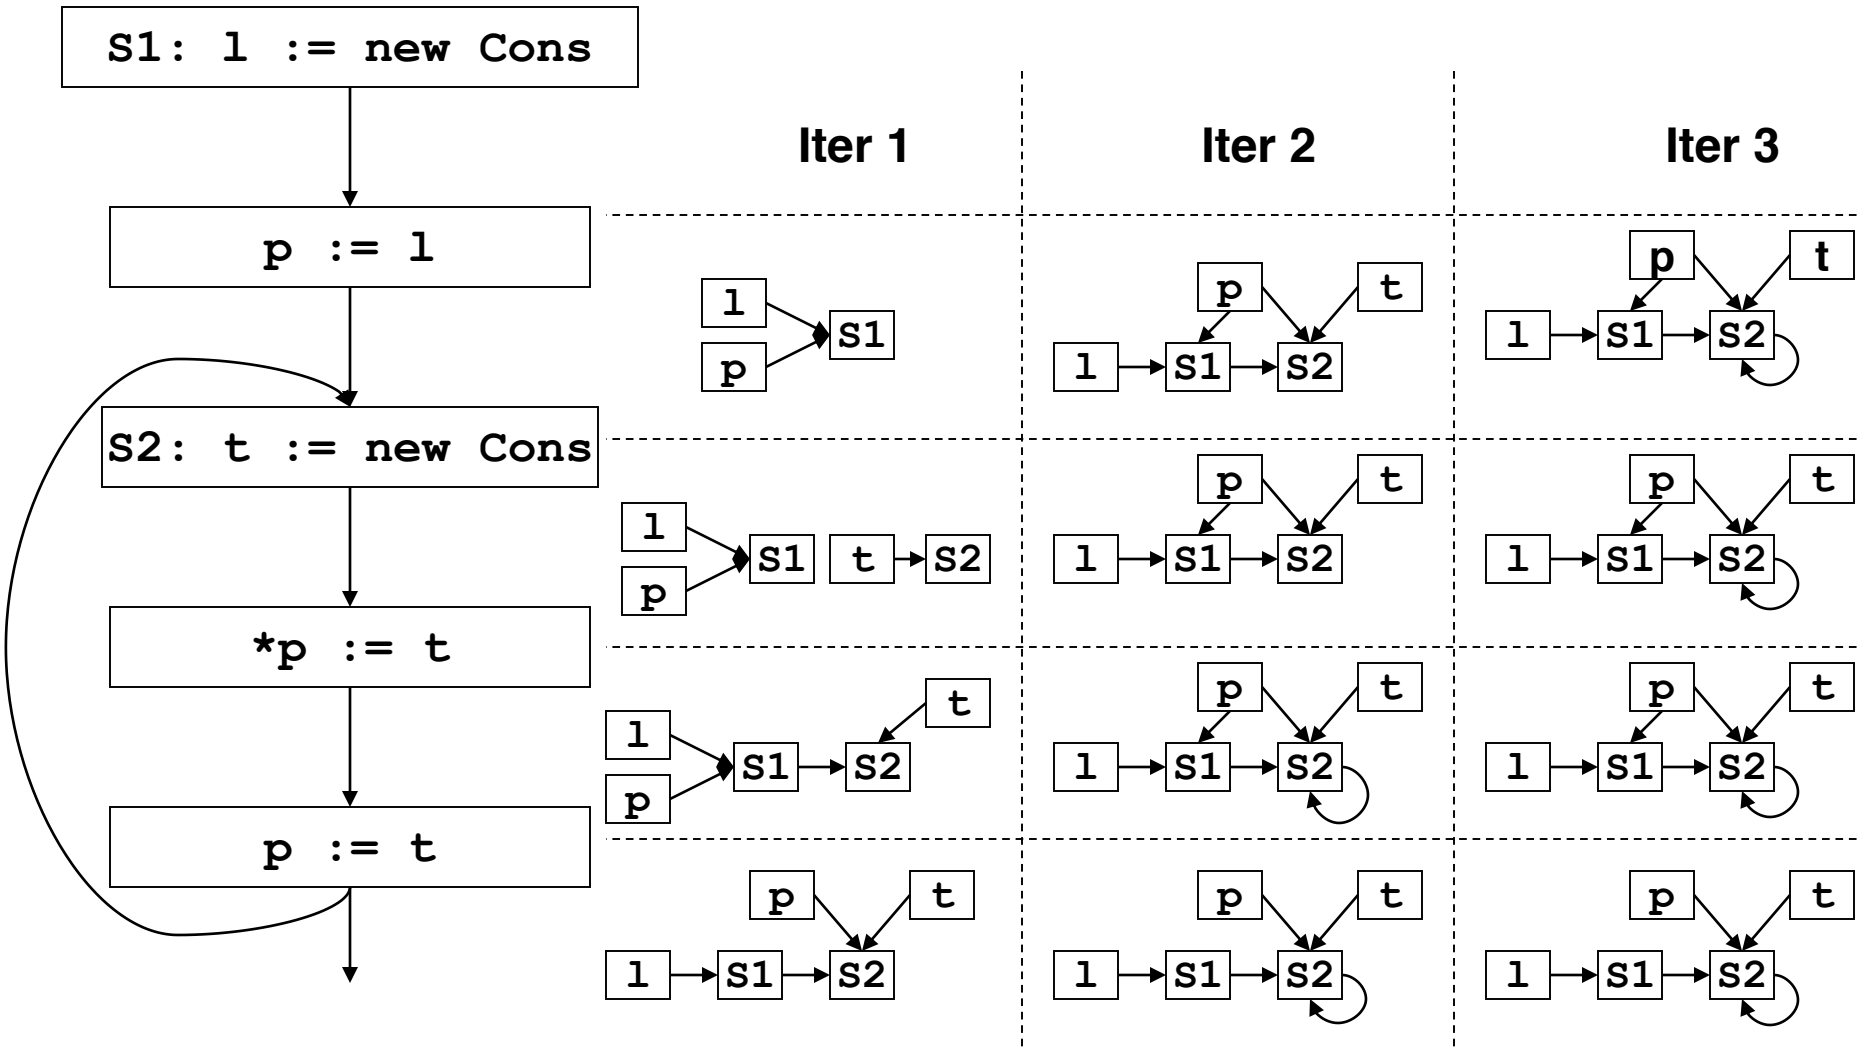 S1: l := new Cons
p := l
S2: t := new Cons
*p := t
p := t
Iter 1 Iter 2 Iter 3
l
p
S1
p t
l S1 S2
p t
l S1 S2
l
p
S1 t S2
p t
l S1 S2
p t
l S1 S2
t
l
p
S1 S2
p t
l S1 S2
p t
l S1 S2
p t
l S1 S2
p t
l S1 S2
p t
l S1 S2